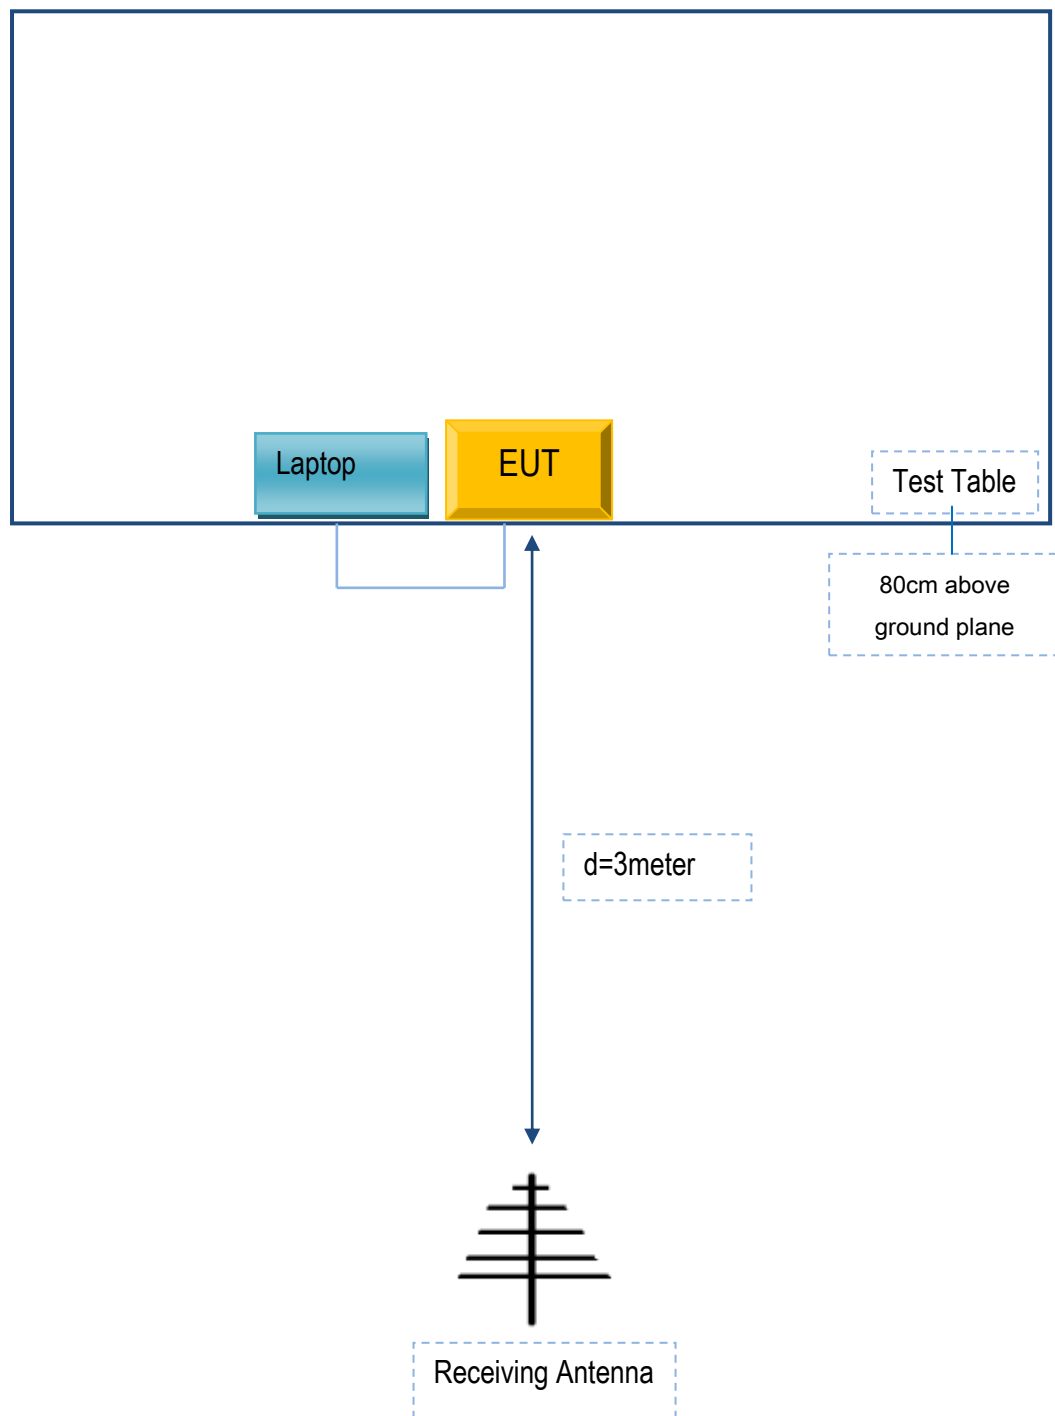 Laptop
EUT
Test Table
80cm above
ground plane
d=3meter
Receiving Antenna